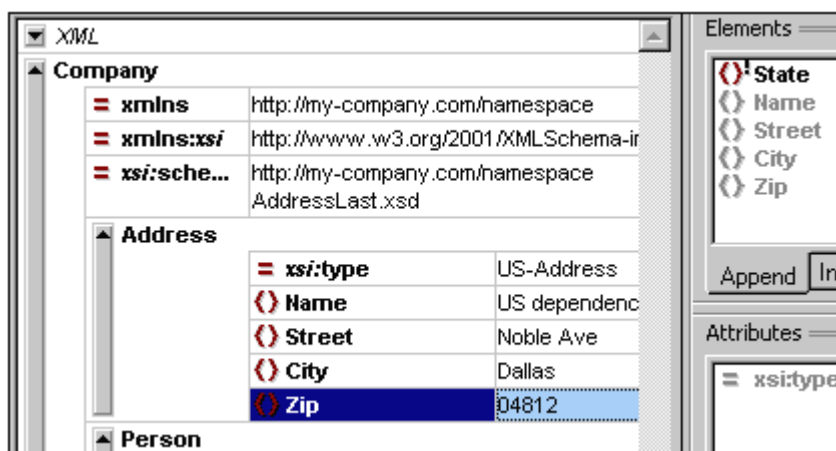 XML
Company
= xmlns http://my-company.com/namespace
= xmlns:xsi http://www.w3.org/2001/XMLSchema-ir
= xsi:sche... http://my-company.com/namespace
AddressLast.xsd
Address
= xsi:type US-Address
() Name US dependenc
() Street Noble Ave
() City Dallas
() Zip 04812
Person
Elements
()! State
() Name
() Street
() City
() Zip
Append In
Attributes
= xsi:type